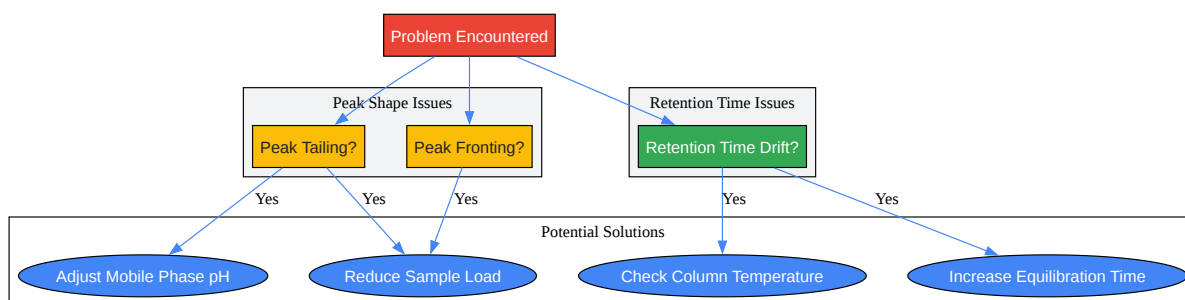 Problem Encountered
Peak Shape Issues
Retention Time Issues
Peak Tailing?
Peak Fronting?
Retention Time Drift?
Yes
Yes
Yes
Yes
Yes
Potential Solutions
Adjust Mobile Phase pH
Reduce Sample Load
Check Column Temperature
Increase Equilibration Time